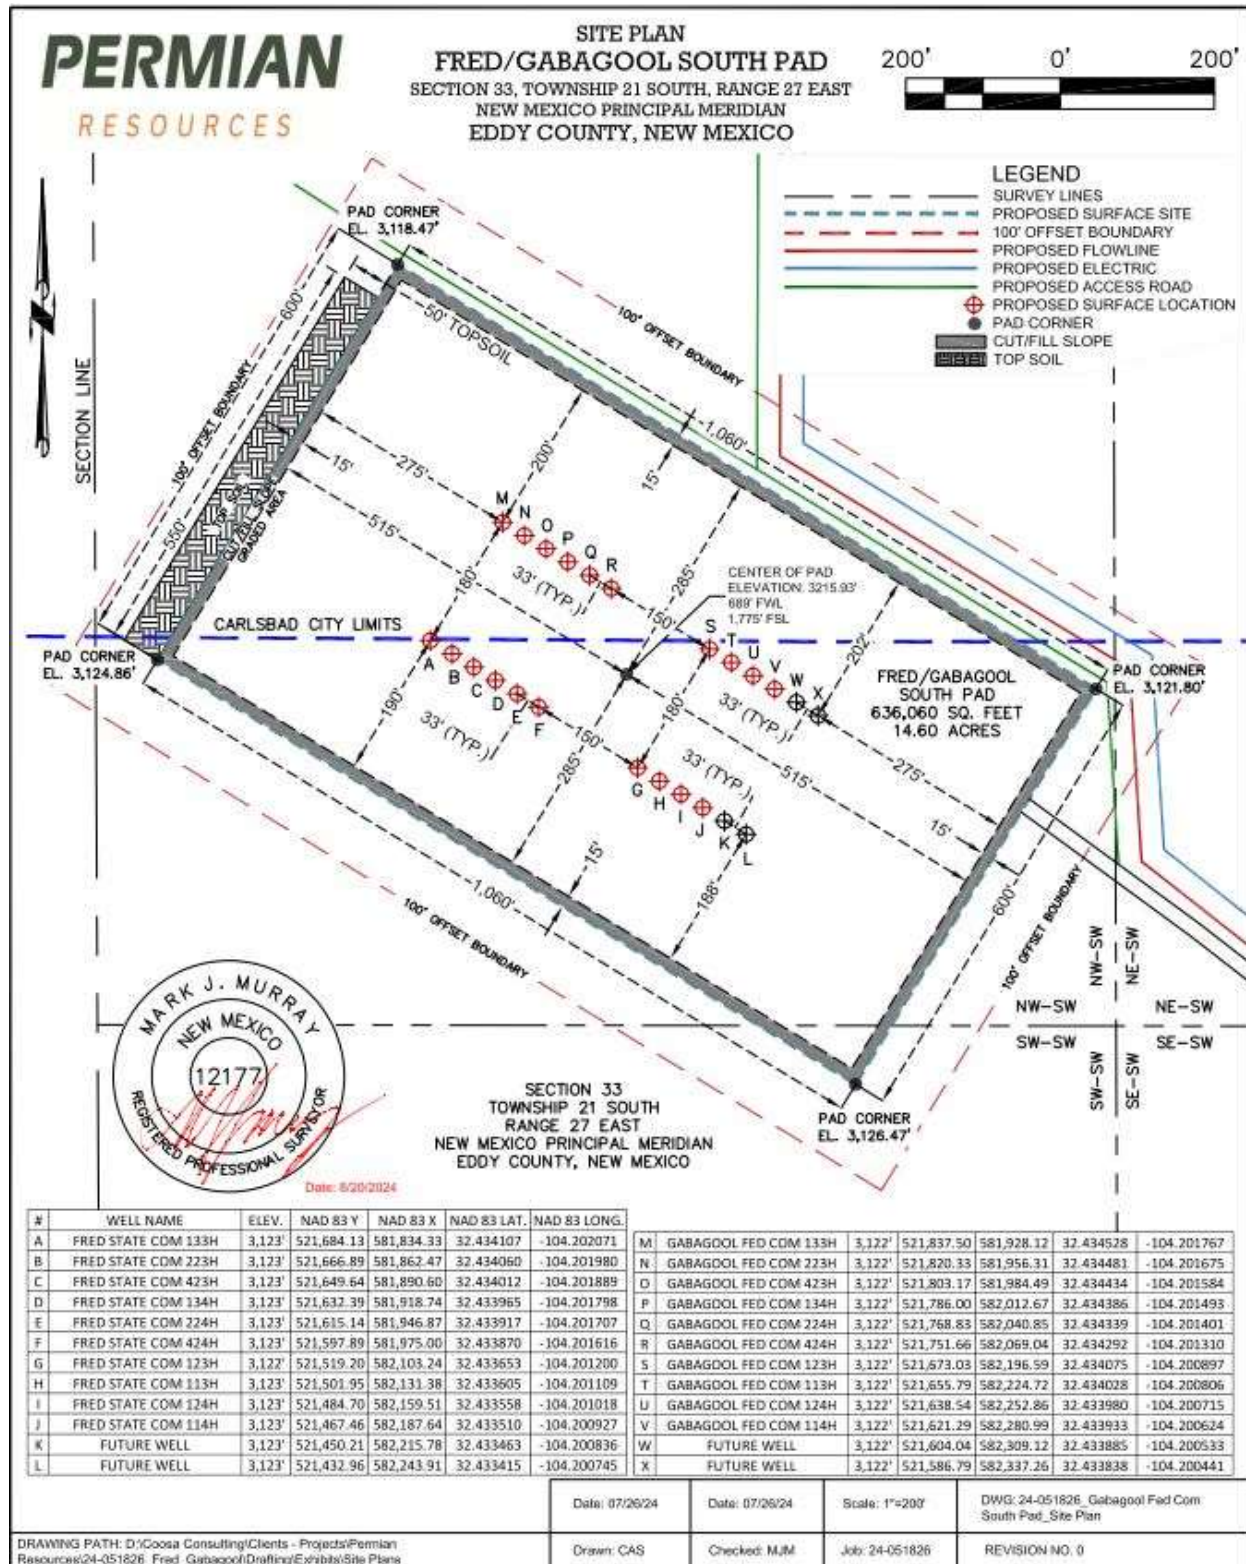 PERMIAN
RESOURCES
SITE PLAN
FRED/GABAGOOL SOUTH PAD
SECTION 33, TOWNSHIP 21 SOUTH, RANGE 27 EAST
NEW MEXICO PRINCIPAL MERIDIAN
EDDY COUNTY, NEW MEXICO
200' 0' 200'
LEGEND
SURVEY LINES
PROPOSED SURFACE SITE
100' OFFSET BOUNDARY
PROPOSED FLOWLINE
PROPOSED ELECTRIC
PROPOSED ACCESS ROAD
PROPOSED SURFACE LOCATION
PAD CORNER
CUT/FILL SLOPE
TOP SOIL
N
SECTION LINE
PAD CORNER
EL. 3,118.47'
600'
550'
100' OFFSET BOUNDARY
50' TOPSOIL
100' OFFSET BOUNDARY
1,060'
15'
TOP SOIL
CUT/FILL SLOPE
GRADED AREA
15'
275'
200'
515'
M
N
O
P
Q
R
33' (TYP.)
180'
285'
150'
CENTER OF PAD
ELEVATION: 3215.93'
689' FWL
1,775' FSL
CARLSBAD CITY LIMITS
PAD CORNER
EL. 3,124.86'
A
B
C
D
E
F
33' (TYP.)
190'
150'
285'
S
T
U
V
W
X
33' (TYP.)
202'
180'
FRED/GABAGOOL
SOUTH PAD
636,060 SQ. FEET
14.60 ACRES
PAD CORNER
EL. 3,121.80'
275'
515'
15'
G
H
I
J
K
L
33' (TYP.)
188'
15'
1,060'
100' OFFSET BOUNDARY
600'
100' OFFSET BOUNDARY
NW-SW
NE-SW
NW-SW NE-SW
SW-SW SE-SW
SW-SW
SE-SW
PAD CORNER
EL. 3,126.47'
MARK J. MURRAY
NEW MEXICO
12177
REGISTERED PROFESSIONAL SURVEYOR
Date: 8/20/2024
SECTION 33
TOWNSHIP 21 SOUTH
RANGE 27 EAST
NEW MEXICO PRINCIPAL MERIDIAN
EDDY COUNTY, NEW MEXICO
# WELL NAME ELEV. NAD 83 Y NAD 83 X NAD 83 LAT. NAD 83 LONG.
A FRED STATE COM 133H 3,123' 521,684.13 581,834.33 32.434107 -104.202071
B FRED STATE COM 223H 3,123' 521,666.89 581,862.47 32.434060 -104.201980
C FRED STATE COM 423H 3,123' 521,649.64 581,890.60 32.434012 -104.201889
D FRED STATE COM 134H 3,123' 521,632.39 581,918.74 32.433965 -104.201798
E FRED STATE COM 224H 3,123' 521,615.14 581,946.87 32.433917 -104.201707
F FRED STATE COM 424H 3,123' 521,597.89 581,975.00 32.433870 -104.201616
G FRED STATE COM 123H 3,122' 521,519.20 582,103.24 32.433653 -104.201200
H FRED STATE COM 113H 3,123' 521,501.95 582,131.38 32.433605 -104.201109
I FRED STATE COM 124H 3,123' 521,484.70 582,159.51 32.433558 -104.201018
J FRED STATE COM 114H 3,123' 521,467.46 582,187.64 32.433510 -104.200927
K FUTURE WELL 3,123' 521,450.21 582,215.78 32.433463 -104.200836
L FUTURE WELL 3,123' 521,432.96 582,243.91 32.433415 -104.200745
M GABAGOOL FED COM 133H 3,122' 521,837.50 581,928.12 32.434528 -104.201767
N GABAGOOL FED COM 223H 3,122' 521,820.33 581,956.31 32.434481 -104.201675
O GABAGOOL FED COM 423H 3,122' 521,803.17 581,984.49 32.434434 -104.201584
P GABAGOOL FED COM 134H 3,122' 521,786.00 582,012.67 32.434386 -104.201493
Q GABAGOOL FED COM 224H 3,122' 521,768.83 582,040.85 32.434339 -104.201401
R GABAGOOL FED COM 424H 3,122' 521,751.66 582,069.04 32.434292 -104.201310
S GABAGOOL FED COM 123H 3,122' 521,673.03 582,196.59 32.434075 -104.200897
T GABAGOOL FED COM 113H 3,122' 521,655.79 582,224.72 32.434028 -104.200806
U GABAGOOL FED COM 124H 3,122' 521,638.54 582,252.86 32.433980 -104.200715
V GABAGOOL FED COM 114H 3,122' 521,621.29 582,280.99 32.433933 -104.200624
W FUTURE WELL 3,122' 521,604.04 582,309.12 32.433885 -104.200533
X FUTURE WELL 3,122' 521,586.79 582,337.26 32.433838 -104.200441
Date: 07/26/24 Date: 07/26/24 Scale: 1"=200' DWG: 24-051826_Gabagool Fed Com
South Pad_Site Plan
DRAWING PATH: D:\Coosa Consulting\Clients - Projects\Permian
Resources\24-051826_Fred_Gabagool\Drafting\Exhibits\Site Plans
Drawn: CAS Checked: MJM Job: 24-051826 REVISION NO. 0